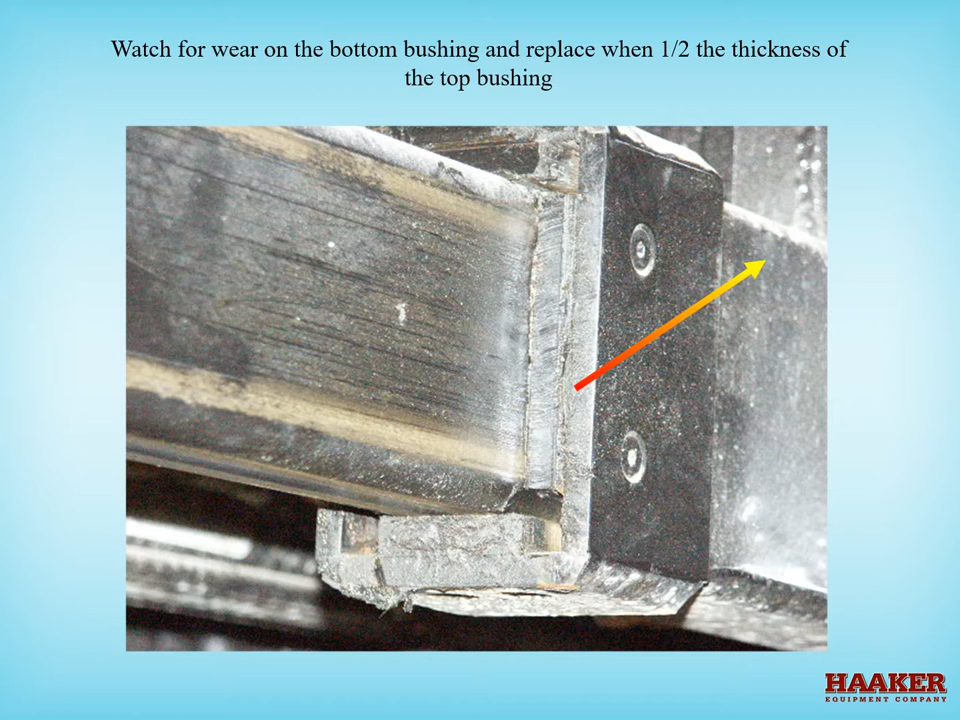 Watch for wear on the bottom bushing and replace when 1/2 the thickness of
the top bushing
HAAKER
EQUIPMENT COMPANY